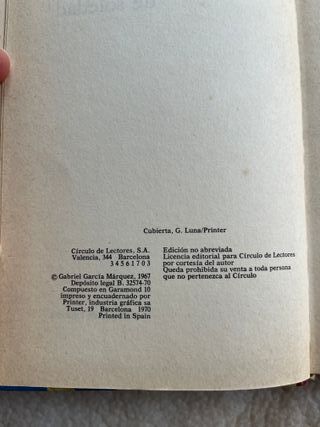 Cubierta, G. Luna/Printer
Círculo de Lectores, S.A.
Valencia, 344 Barcelona
3 4 5 6 1 7 0 3
Edición no abreviada
Licencia editorial para Círculo de Lectores
por cortesía del autor
Queda prohibida su venta a toda persona
que no pertenezca al Círculo
© Gabriel García Márquez, 1967
Depósito legal B. 32574-70
Compuesto en Garamond 10
impreso y encuadernado por
Printer, industria gráfica sa
Tuset, 19 Barcelona 1970
Printed in Spain